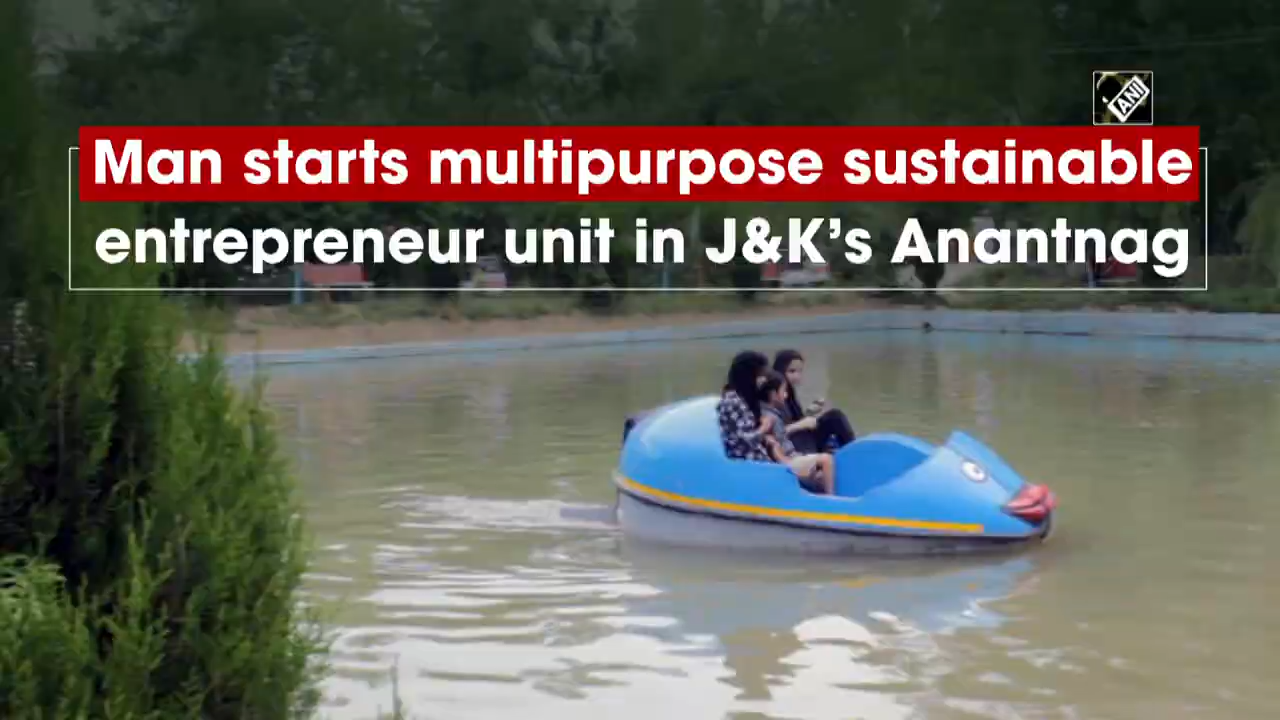 ANI
Man starts multipurpose sustainable
entrepreneur unit in J&K’s Anantnag